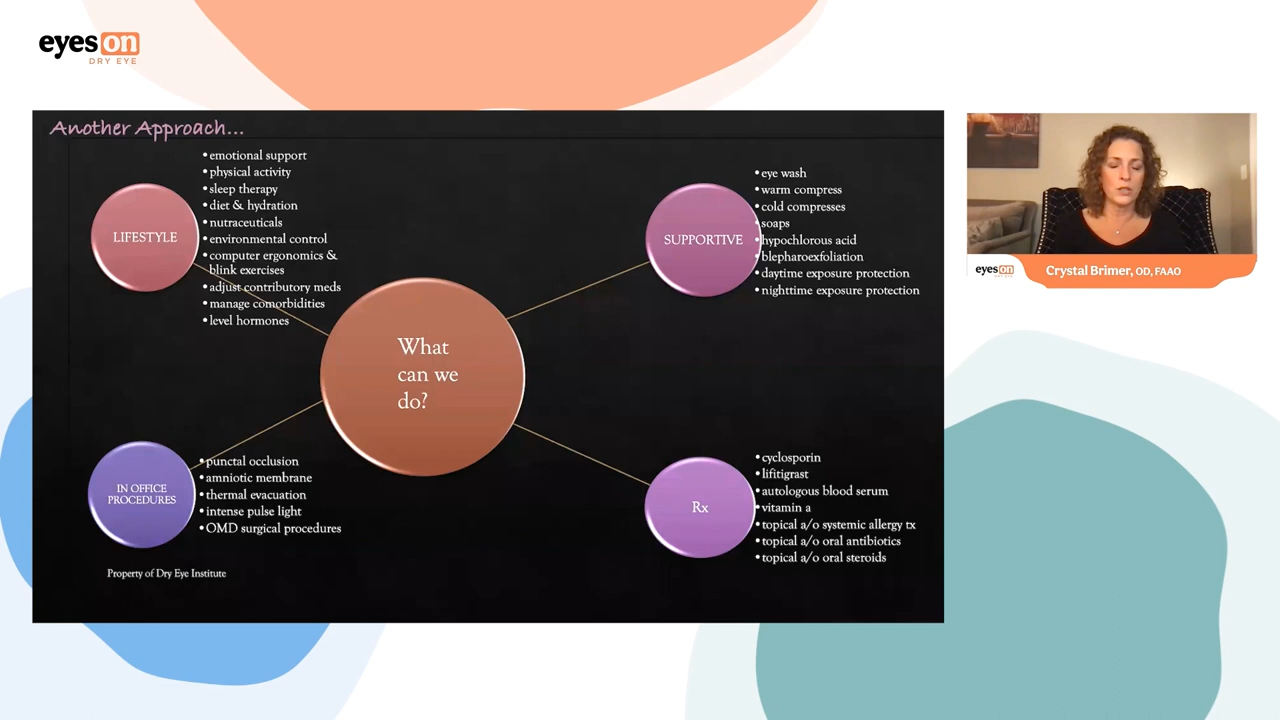 eyes on
DRY EYE
Another Approach...
LIFESTYLE
• emotional support
• physical activity
• sleep therapy
• diet & hydration
• nutraceuticals
• environmental control
• computer ergonomics &
blink exercises
• adjust contributory meds
• manage comorbidities
• level hormones
SUPPORTIVE
• eye wash
• warm compress
• cold compresses
• soaps
• hypochlorous acid
• blepharoexfoliation
• daytime exposure protection
• nighttime exposure protection
What
can we
do?
IN OFFICE
PROCEDURES
• punctal occlusion
• amniotic membrane
• thermal evacuation
• intense pulse light
• OMD surgical procedures
Rx
• cyclosporin
• lifitigrast
• autologous blood serum
• vitamin a
• topical a/o systemic allergy tx
• topical a/o oral antibiotics
• topical a/o oral steroids
Property of Dry Eye Institute
eyes on
Crystal Brimer, OD, FAAO